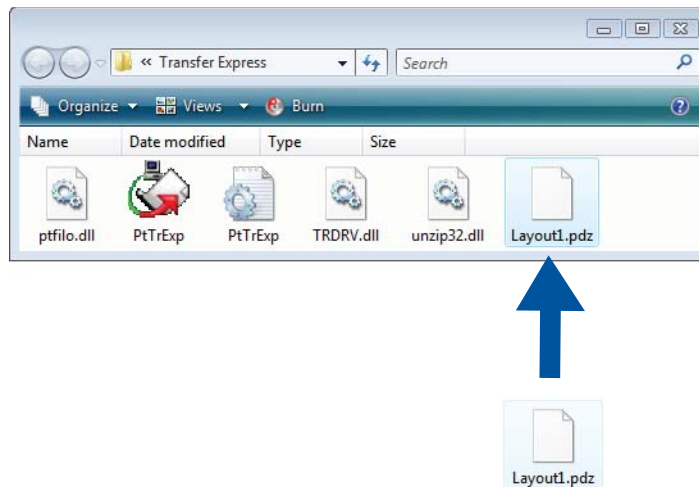 « Transfer Express
Search
Organize Views Burn
Name Date modified Type Size
ptfilo.dll PtTrExp PtTrExp TRDRV.dll unzip32.dll Layout1.pdz
Layout1.pdz